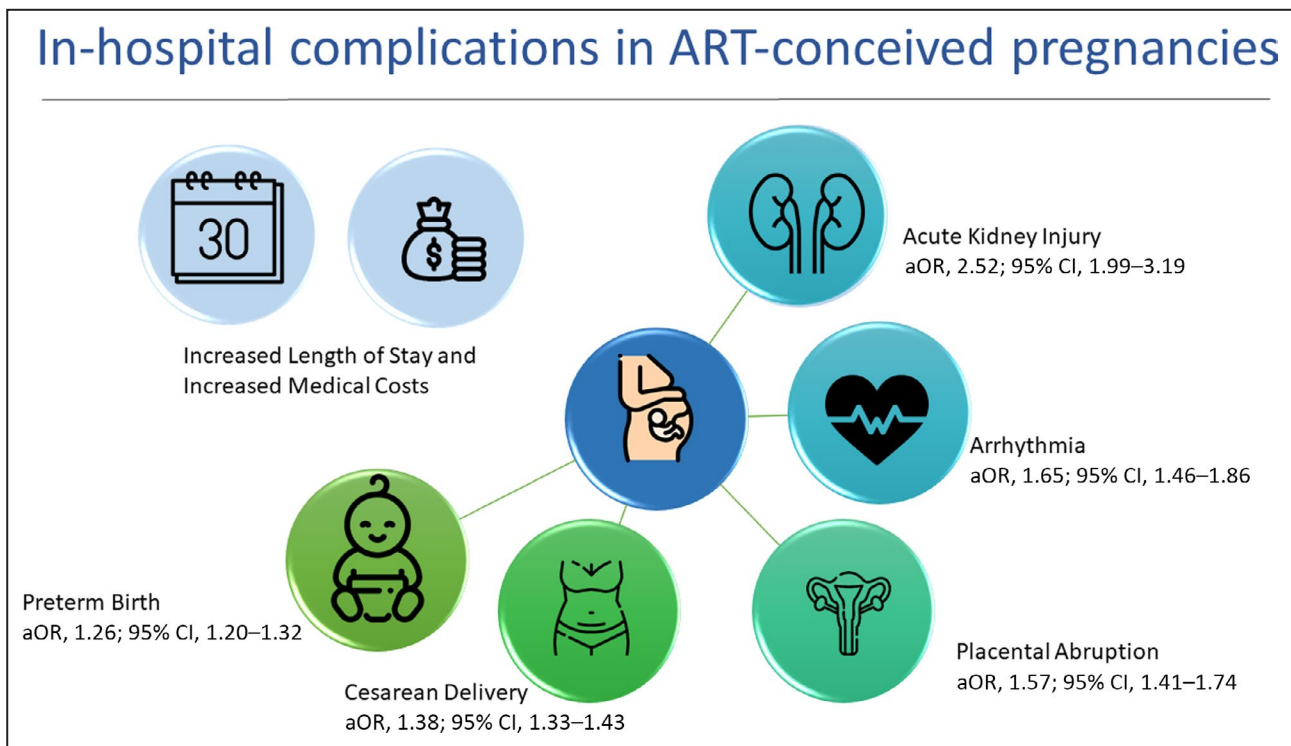 In-hospital complications in ART-conceived pregnancies
30
$
Increased Length of Stay and
Increased Medical Costs
Acute Kidney Injury
aOR, 2.52; 95% CI, 1.99–3.19
Arrhythmia
aOR, 1.65; 95% CI, 1.46–1.86
Placental Abruption
aOR, 1.57; 95% CI, 1.41–1.74
Cesarean Delivery
aOR, 1.38; 95% CI, 1.33–1.43
Preterm Birth
aOR, 1.26; 95% CI, 1.20–1.32